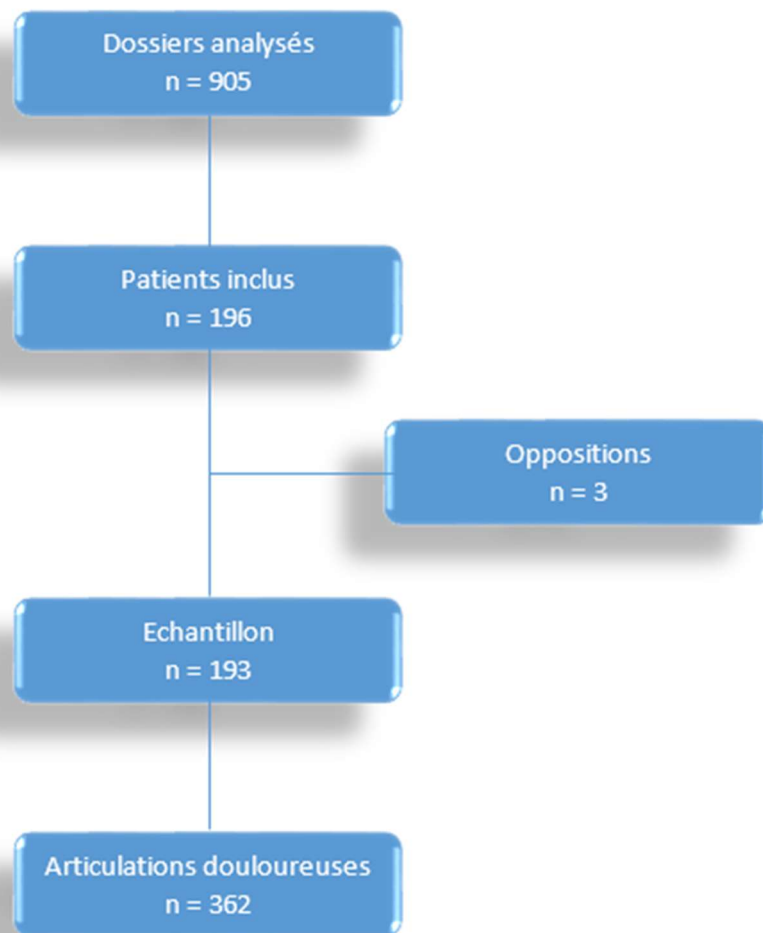 Dossiers analysés
n = 905
Patients inclus
n = 196
Oppositions
n = 3
Echantillon
n = 193
Articulations douloureuses
n = 362